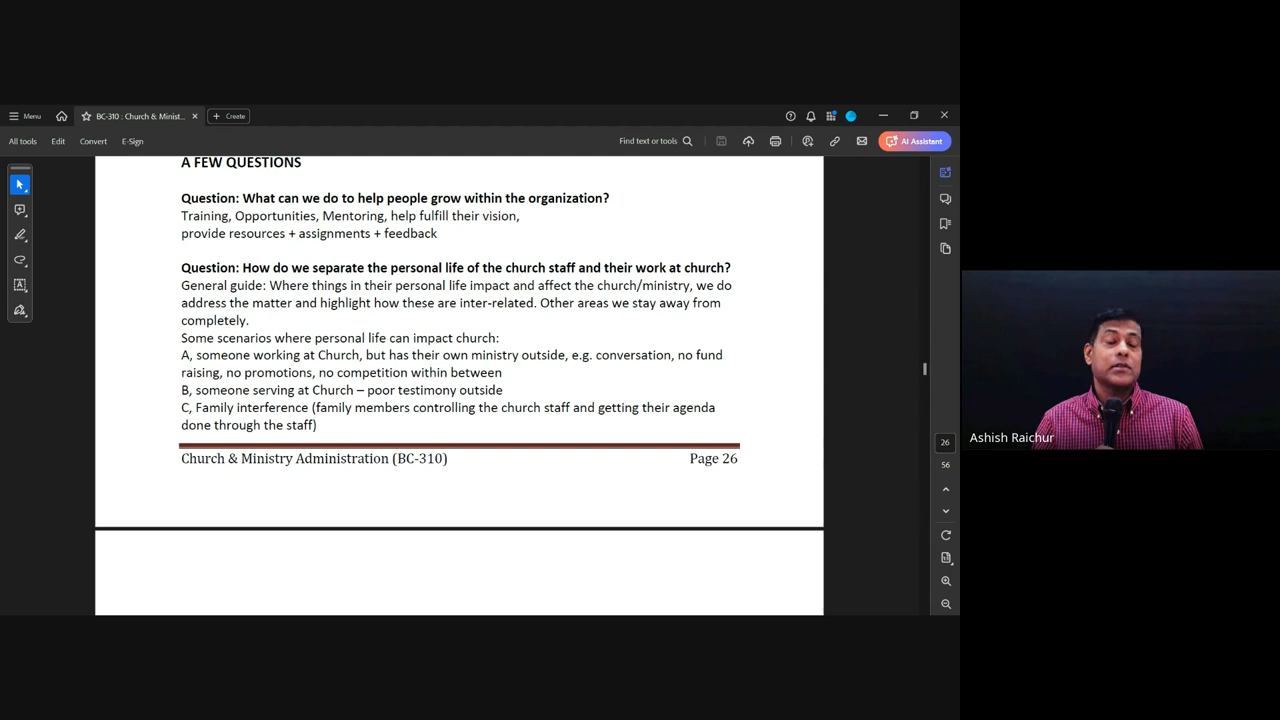 Menu
BC-310 : Church & Minist...
Create
All tools
Edit
Convert
E-Sign
Find text or tools
AI Assistant
A FEW QUESTIONS
Question: What can we do to help people grow within the organization?
Training, Opportunities, Mentoring, help fulfill their vision,
provide resources + assignments + feedback
Question: How do we separate the personal life of the church staff and their work at church?
General guide: Where things in their personal life impact and affect the church/ministry, we do
address the matter and highlight how these are inter-related. Other areas we stay away from
completely.
Some scenarios where personal life can impact church:
A, someone working at Church, but has their own ministry outside, e.g. conversation, no fund
raising, no promotions, no competition within between
B, someone serving at Church – poor testimony outside
C, Family interference (family members controlling the church staff and getting their agenda
done through the staff)
Church & Ministry Administration (BC-310)
Page 26
26
56
Ashish Raichur